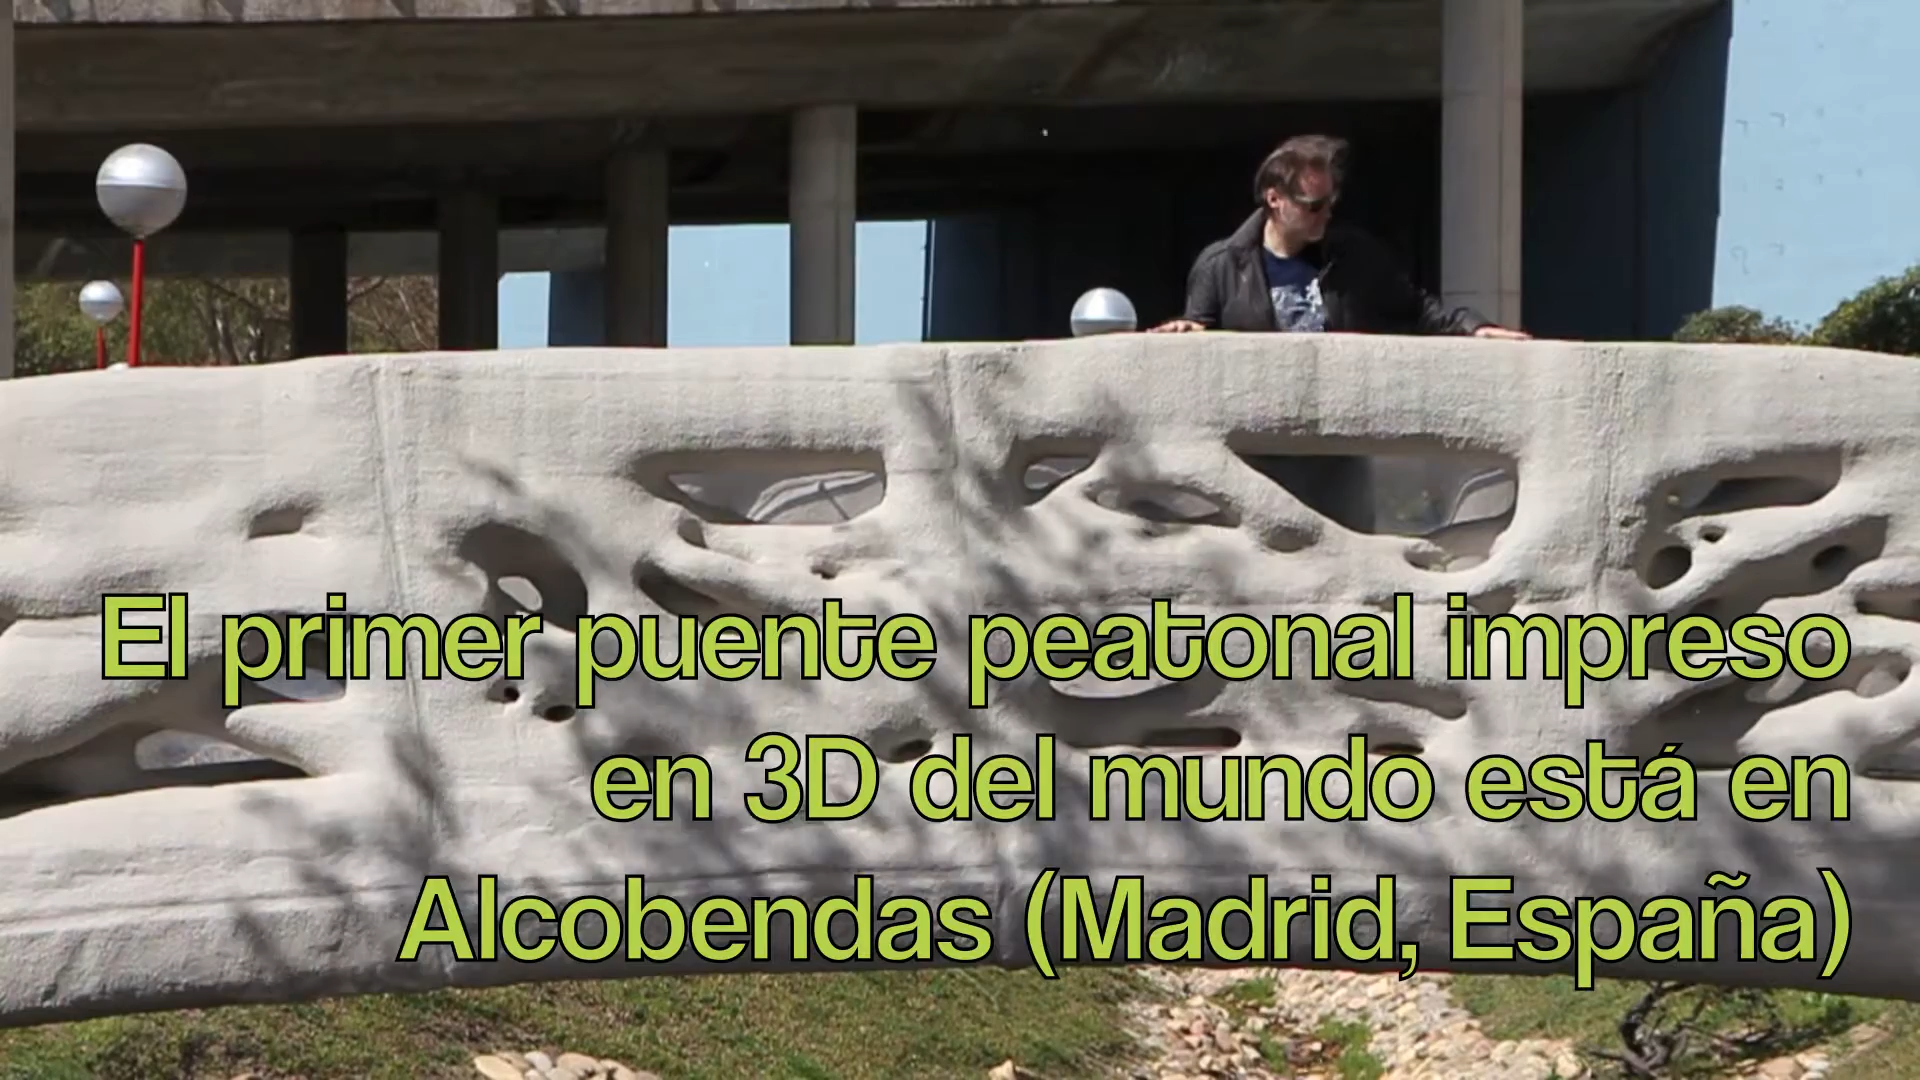 El primer puente peatonal impreso
en 3D del mundo está en
Alcobendas (Madrid, España)